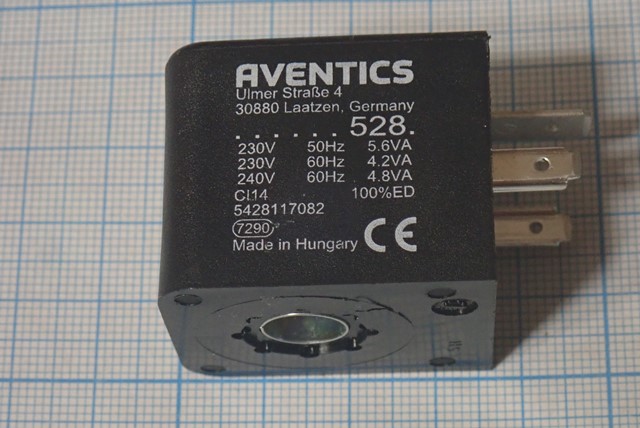 AVENTICS
Ulmer Straße 4
30880 Laatzen, Germany
. . . . . . 528.
230V 50Hz 5.6VA
230V 60Hz 4.2VA
240V 60Hz 4.8VA
CI14 100%ED
5428117082
7290
Made in Hungary CE